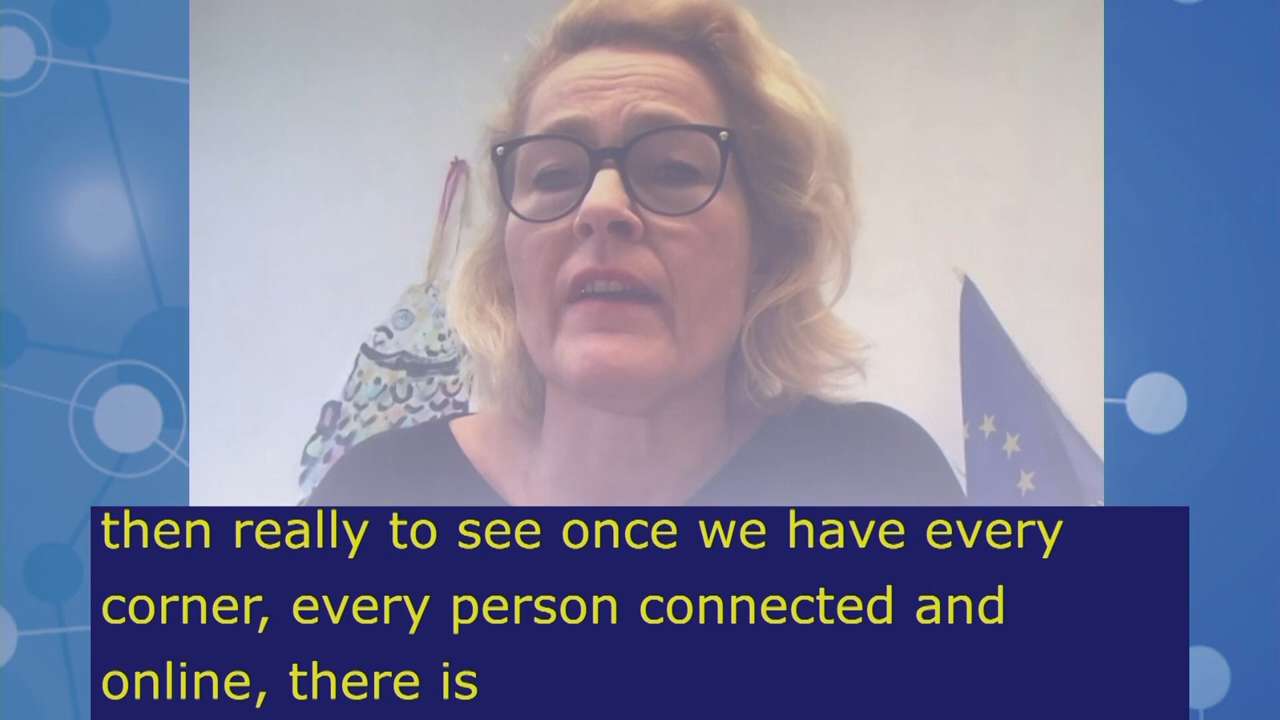 then really to see once we have every
corner, every person connected and
online, there is